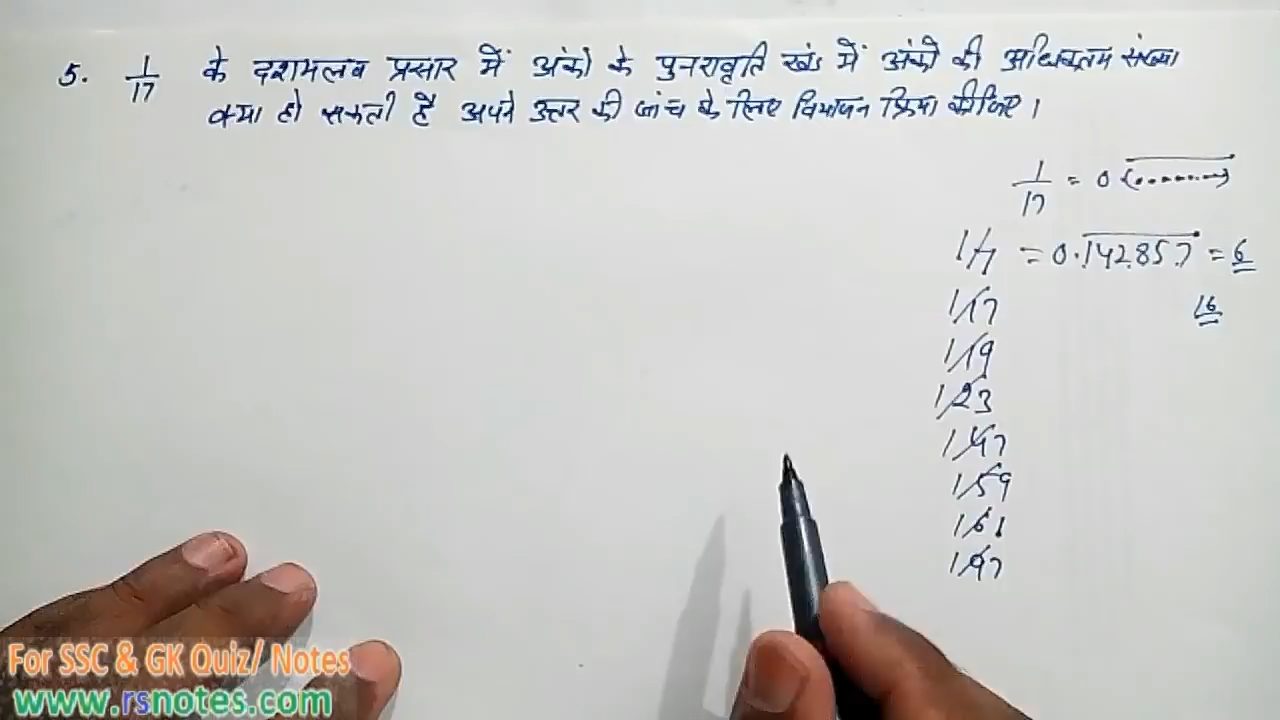 5. 1/17 के दशमलव प्रसार में अंको के पुनरावृति खंड में अंको की अधिकतम संख्या
क्या हो सकती है अपने उत्तर की जांच के लिए विभाजन क्रिया कीजिए।
1/17 = 0 (........)
1/7 = 0.142857 = 6
1/17 16
1/19
1/23
1/47
1/59
1/61
1/97
For SSC & GK Quiz/ Notes
www.rsnotes.com